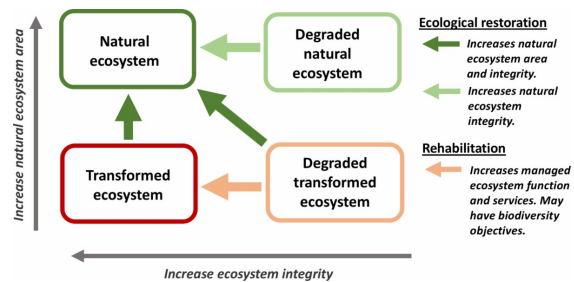 Increase natural ecosystem area
Natural
ecosystem
Degraded
natural
ecosystem
Transformed
ecosystem
Degraded
transformed
ecosystem
Increase ecosystem integrity
Ecological restoration
Increases natural
ecosystem area
and integrity.
Increases natural
ecosystem
integrity.
Rehabilitation
Increases managed
ecosystem function
and services. May
have biodiversity
objectives.